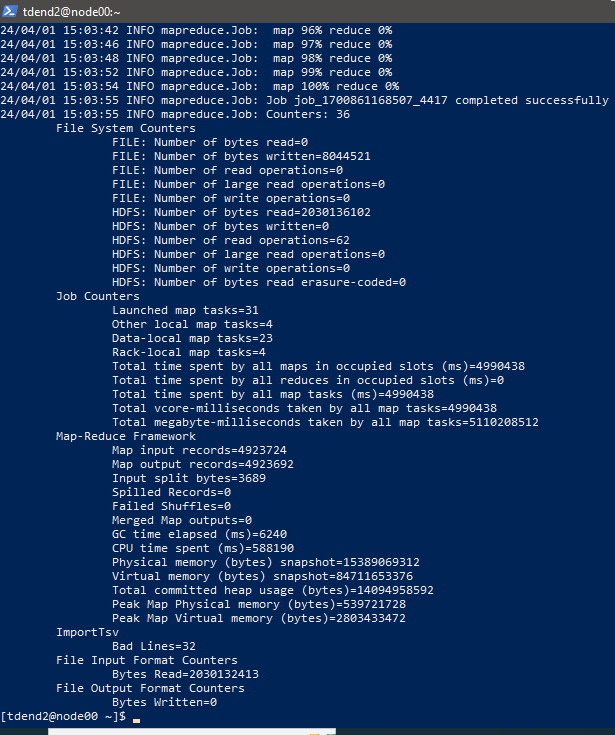 tdend2@node00:~
24/04/01 15:03:42 INFO mapreduce.Job:  map 96% reduce 0%
24/04/01 15:03:46 INFO mapreduce.Job:  map 97% reduce 0%
24/04/01 15:03:48 INFO mapreduce.Job:  map 98% reduce 0%
24/04/01 15:03:52 INFO mapreduce.Job:  map 99% reduce 0%
24/04/01 15:03:54 INFO mapreduce.Job:  map 100% reduce 0%
24/04/01 15:03:55 INFO mapreduce.Job: Job job_1700861168507_4417 completed successfully
24/04/01 15:03:55 INFO mapreduce.Job: Counters: 36
File System Counters
FILE: Number of bytes read=0
FILE: Number of bytes written=8044521
FILE: Number of read operations=0
FILE: Number of large read operations=0
FILE: Number of write operations=0
HDFS: Number of bytes read=2030136102
HDFS: Number of bytes written=0
HDFS: Number of read operations=62
HDFS: Number of large read operations=0
HDFS: Number of write operations=0
HDFS: Number of bytes read erasure-coded=0
Job Counters
Launched map tasks=31
Other local map tasks=4
Data-local map tasks=23
Rack-local map tasks=4
Total time spent by all maps in occupied slots (ms)=4990438
Total time spent by all reduces in occupied slots (ms)=0
Total time spent by all map tasks (ms)=4990438
Total vcore-milliseconds taken by all map tasks=4990438
Total megabyte-milliseconds taken by all map tasks=5110208512
Map-Reduce Framework
Map input records=4923724
Map output records=4923692
Input split bytes=3689
Spilled Records=0
Failed Shuffles=0
Merged Map outputs=0
GC time elapsed (ms)=6240
CPU time spent (ms)=588190
Physical memory (bytes) snapshot=15389069312
Virtual memory (bytes) snapshot=84711653376
Total committed heap usage (bytes)=14094958592
Peak Map Physical memory (bytes)=539721728
Peak Map Virtual memory (bytes)=2803433472
ImportTsv
Bad Lines=32
File Input Format Counters
Bytes Read=2030132413
File Output Format Counters
Bytes Written=0
[tdend2@node00 ~]$